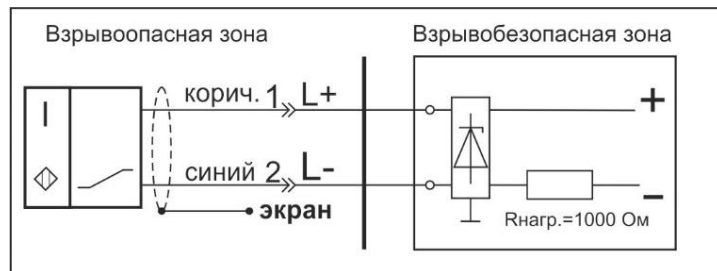 Взрывоопасная зона
Взрывобезопасная зона
I
корич. 1 L+
+
синий 2 L-
−
экран
Rнагр.=1000 Ом